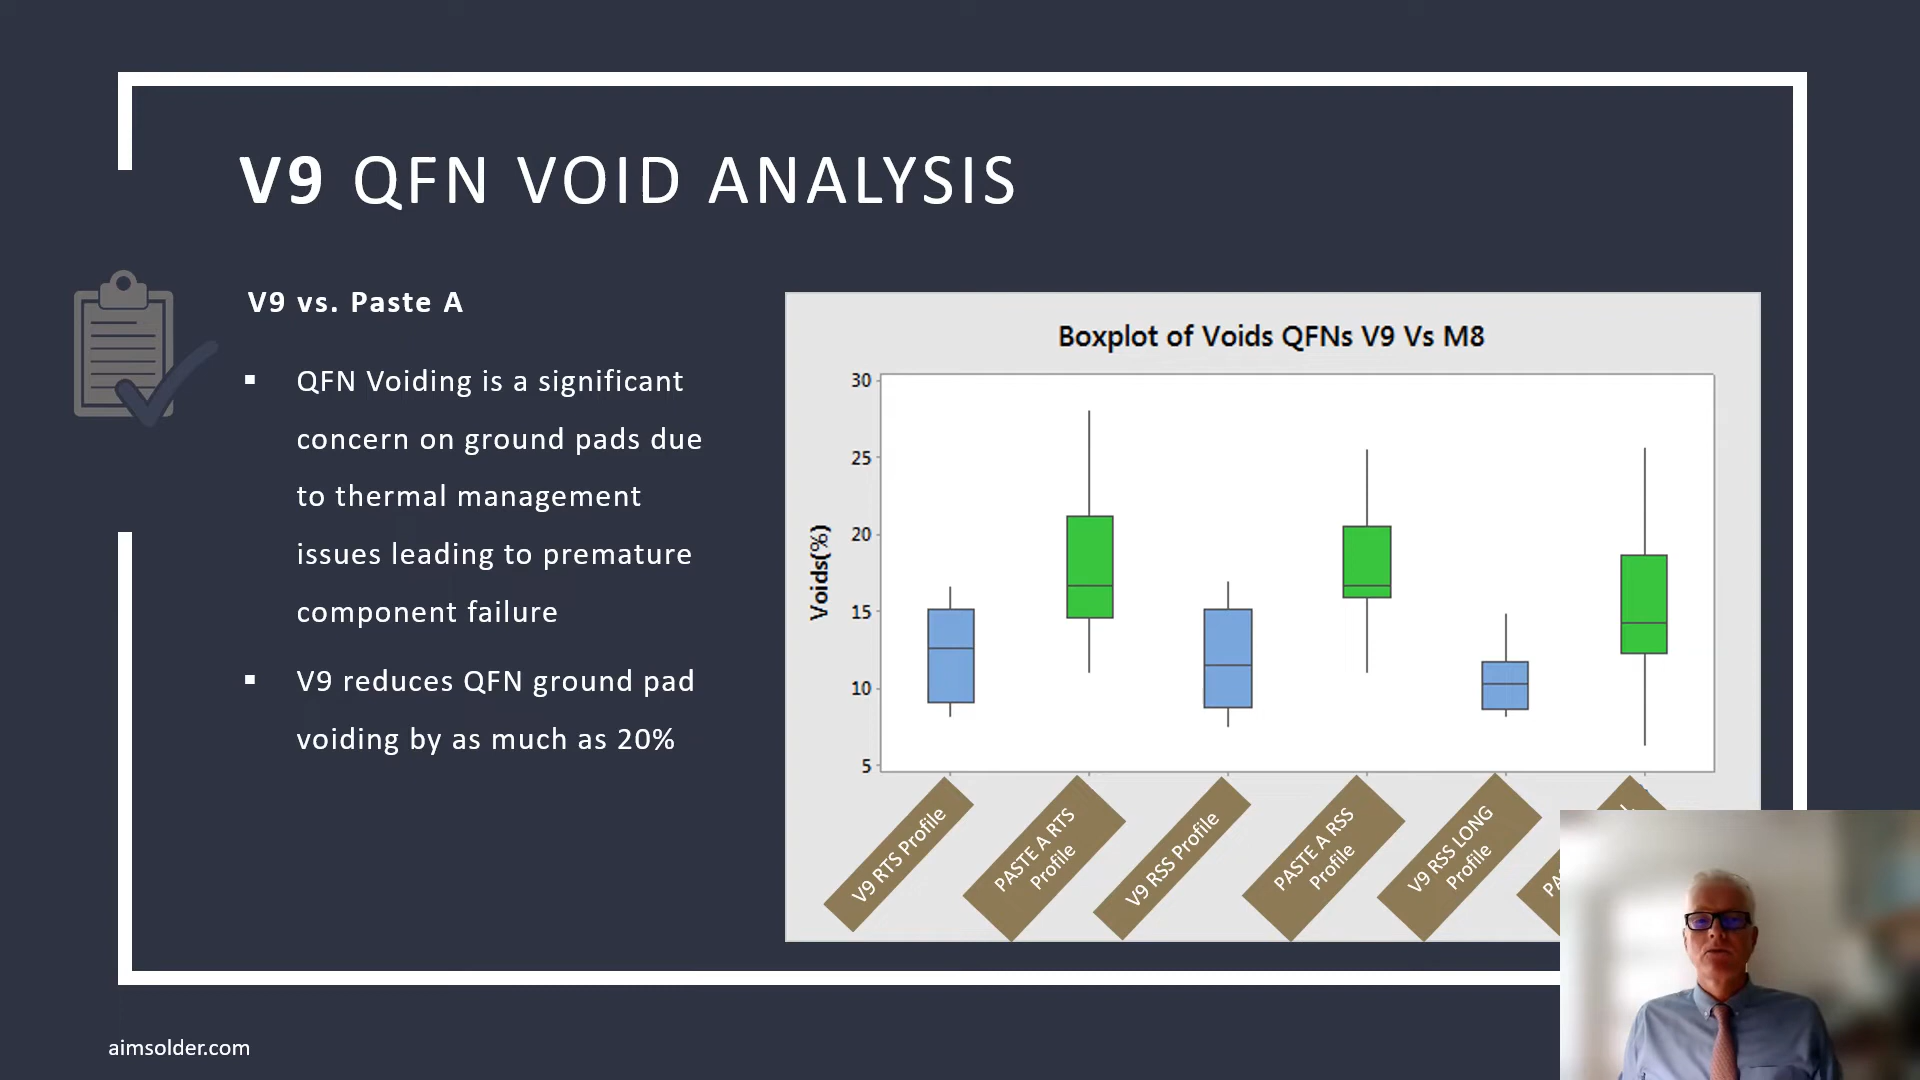 V9 QFN VOID ANALYSIS
V9 vs. Paste A
▪ QFN Voiding is a significant
concern on ground pads due
to thermal management
issues leading to premature
component failure
▪ V9 reduces QFN ground pad
voiding by as much as 20%
Boxplot of Voids QFNs V9 Vs M8
Voids(%)
30
25
20
15
10
5
V9 RTS Profile
PASTE A RTS
Profile
V9 RSS Profile
PASTE A RSS
Profile
V9 RSS LONG
Profile
aimsolder.com